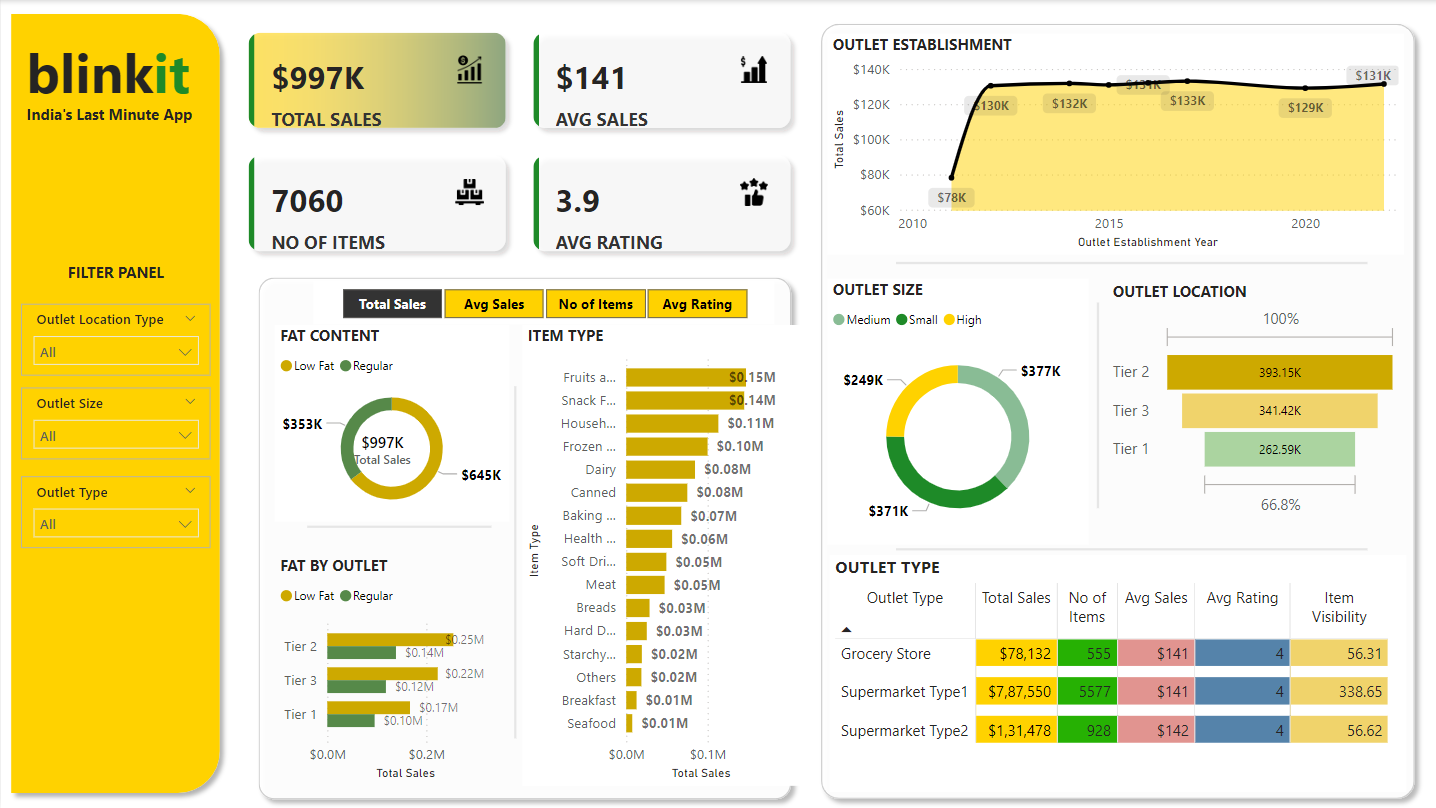 blinkit
India's Last Minute App
FILTER PANEL
Outlet Location Type
All
Outlet Size
All
Outlet Type
All
$997K
TOTAL SALES
$141
AVG SALES
7060
NO OF ITEMS
3.9
AVG RATING
Total Sales
Avg Sales
No of Items
Avg Rating
FAT CONTENT
Low Fat
Regular
$353K
$997K
Total Sales
$645K
FAT BY OUTLET
Low Fat
Regular
Tier 2
$0.25M
$0.14M
Tier 3
$0.22M
$0.12M
Tier 1
$0.17M
$0.10M
$0.0M
$0.2M
Total Sales
ITEM TYPE
Item Type
Fruits a...
$0.15M
Snack F...
$0.14M
Househ...
$0.11M
Frozen ...
$0.10M
Dairy
$0.08M
Canned
$0.08M
Baking ...
$0.07M
Health ...
$0.06M
Soft Dri...
$0.05M
Meat
$0.05M
Breads
$0.03M
Hard D...
$0.03M
Starchy...
$0.02M
Others
$0.02M
Breakfast
$0.01M
Seafood
$0.01M
$0.0M
$0.1M
Total Sales
OUTLET ESTABLISHMENT
Total Sales
$140K
$120K
$100K
$80K
$60K
$78K
$130K
$132K
$131K
$133K
$129K
$131K
2010
2015
2020
Outlet Establishment Year
OUTLET SIZE
Medium
Small
High
$249K
$377K
$371K
OUTLET LOCATION
100%
Tier 2
393.15K
Tier 3
341.42K
Tier 1
262.59K
66.8%
OUTLET TYPE
Outlet Type Total Sales No of Items Avg Sales Avg Rating Item Visibility
Grocery Store $78,132 555 $141 4 56.31
Supermarket Type1 $7,87,550 5577 $141 4 338.65
Supermarket Type2 $1,31,478 928 $142 4 56.62